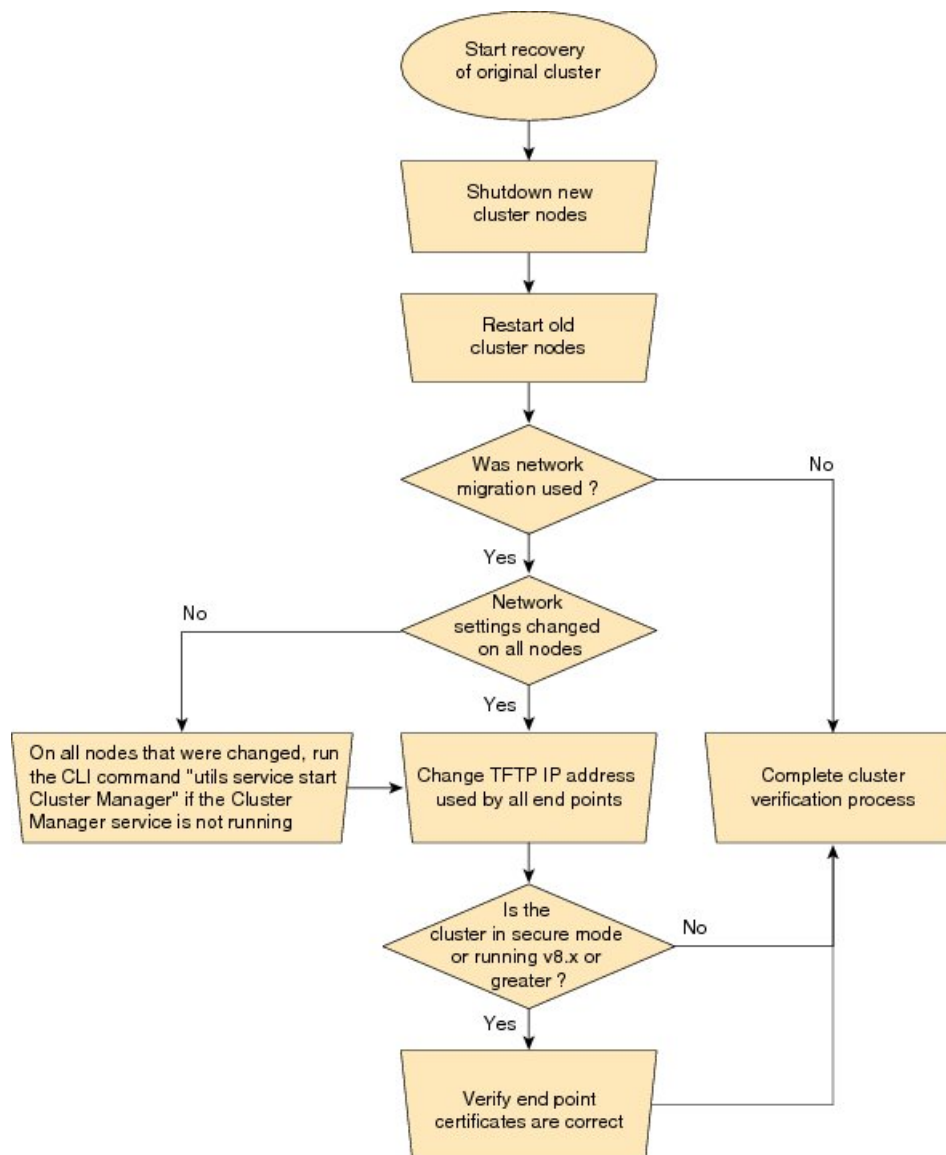 Start recovery
of original cluster
Shutdown new
cluster nodes
Restart old
cluster nodes
Was network
migration used ?
No
Yes
Network
settings changed
on all nodes
No
Yes
On all nodes that were changed, run
the CLI command "utils service start
Cluster Manager" if the Cluster
Manager service is not running
Change TFTP IP address
used by all end points
Complete cluster
verification process
Is the
cluster in secure mode
or running v8.x or
greater ?
No
Yes
Verify end point
certificates are correct